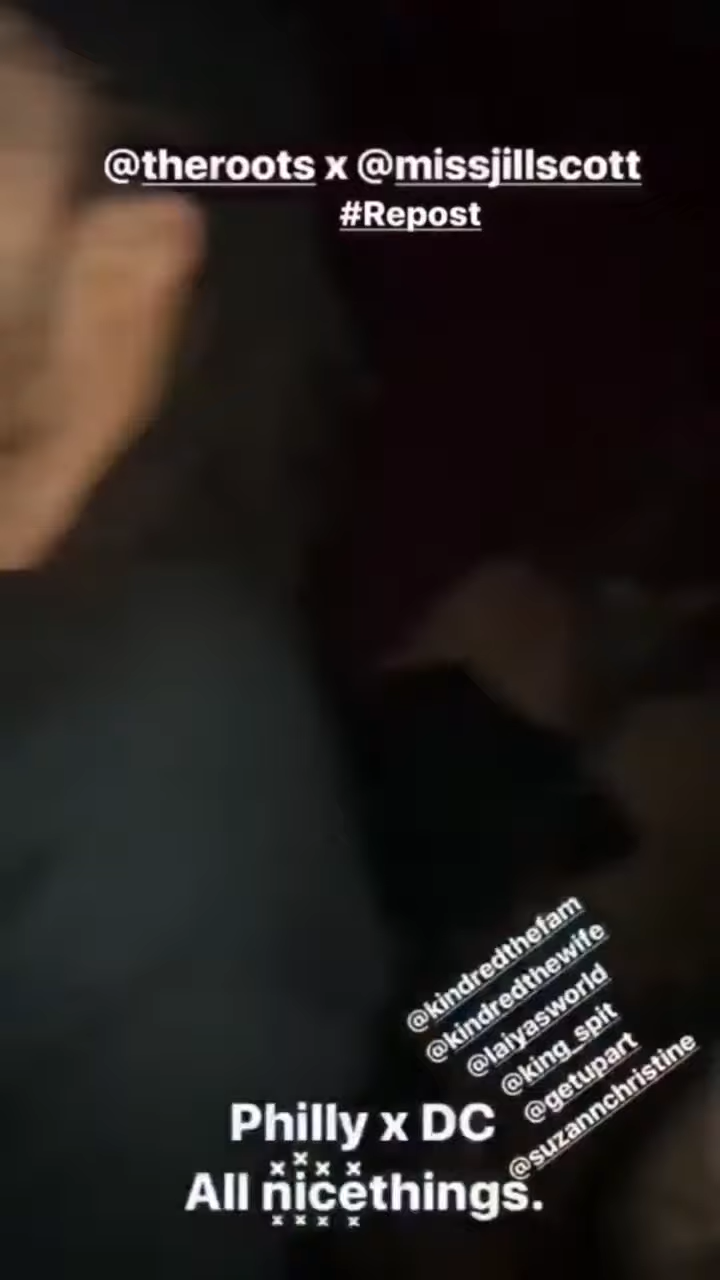 @theroots x @missjillscott
#Repost
@kindredthefam
@kindredthewife
@laiyasworld
@king_spit
@getupart
@suzannchristine
Philly x DC
x x x x
All nicethings.
x x x x